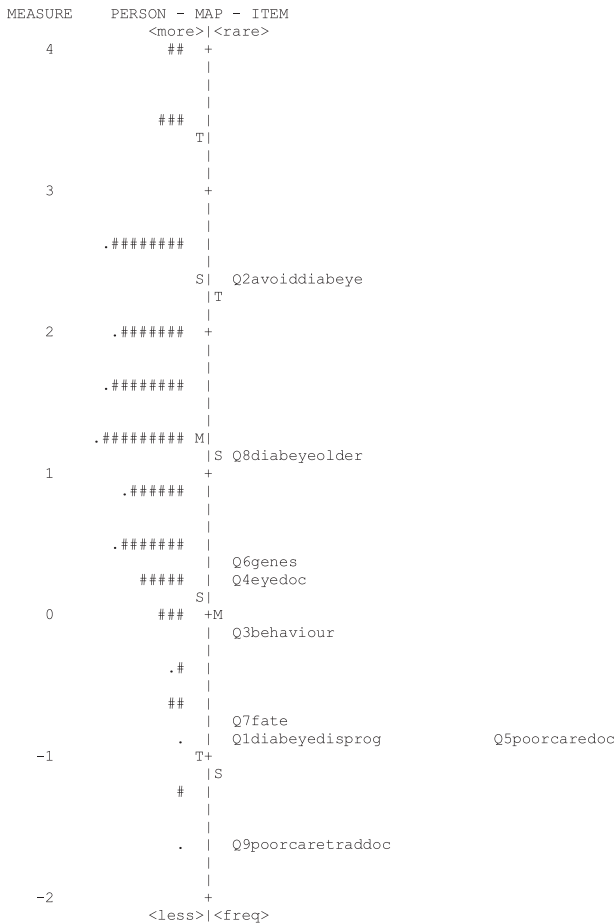 MEASURE PERSON - MAP - ITEM
<more>|<rare>
4 ## +
|
|
|
### |
T|
|
|
3 +
|
|
|
.######## |
|
S| Q2avoiddiabeye
|T
|
2 .####### +
|
|
|
.######## |
|
|
.######### M|
|S Q8diabeyeolder
1 +
.###### |
|
|
.####### |
| Q6genes
##### | Q4eyedoc
S|
0 ### +M
| Q3behaviour
|
.# |
|
## |
| Q7fate
. | Q1diabeyedisprog Q5poorcaredoc
-1 T+
|S
# |
|
|
. | Q9poorcaretraddoc
|
|
-2 +
<less>|<freq>